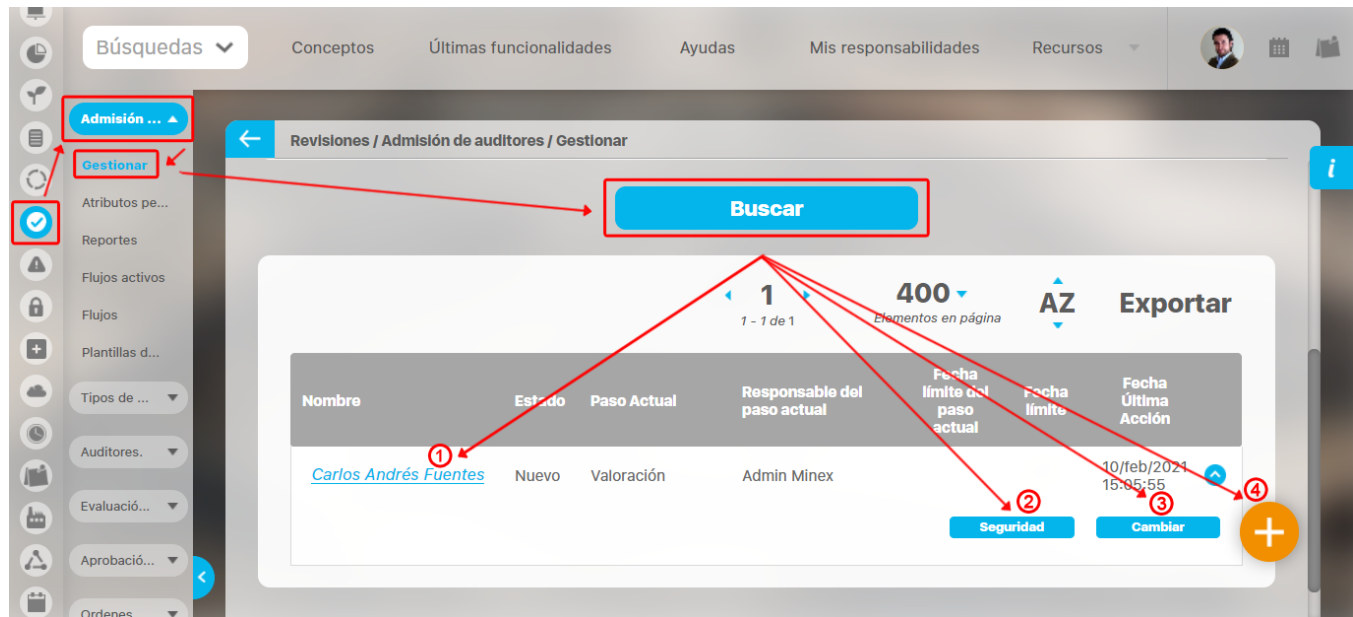 Búsquedas
Conceptos
Últimas funcionalidades
Ayudas
Mis responsabilidades
Recursos
Admisión ...
Gestionar
Atributos pe...
Reportes
Flujos activos
Flujos
Plantillas d...
Tipos de ...
Auditores.
Evaluació...
Aprobació...
Ordenes
Revisiones / Admisión de auditores / Gestionar
i
Buscar
1
1 - 1 de 1
400
Elementos en página
AZ
Exportar
Nombre
Estado
Paso Actual
Responsable del
paso actual
Fecha
límite del
paso
actual
Fecha
límite
Fecha
Última
Acción
1
Carlos Andrés Fuentes
Nuevo
Valoración
Admin Minex
10/feb/2021
15:05:55
2
3
4
Seguridad
Cambiar